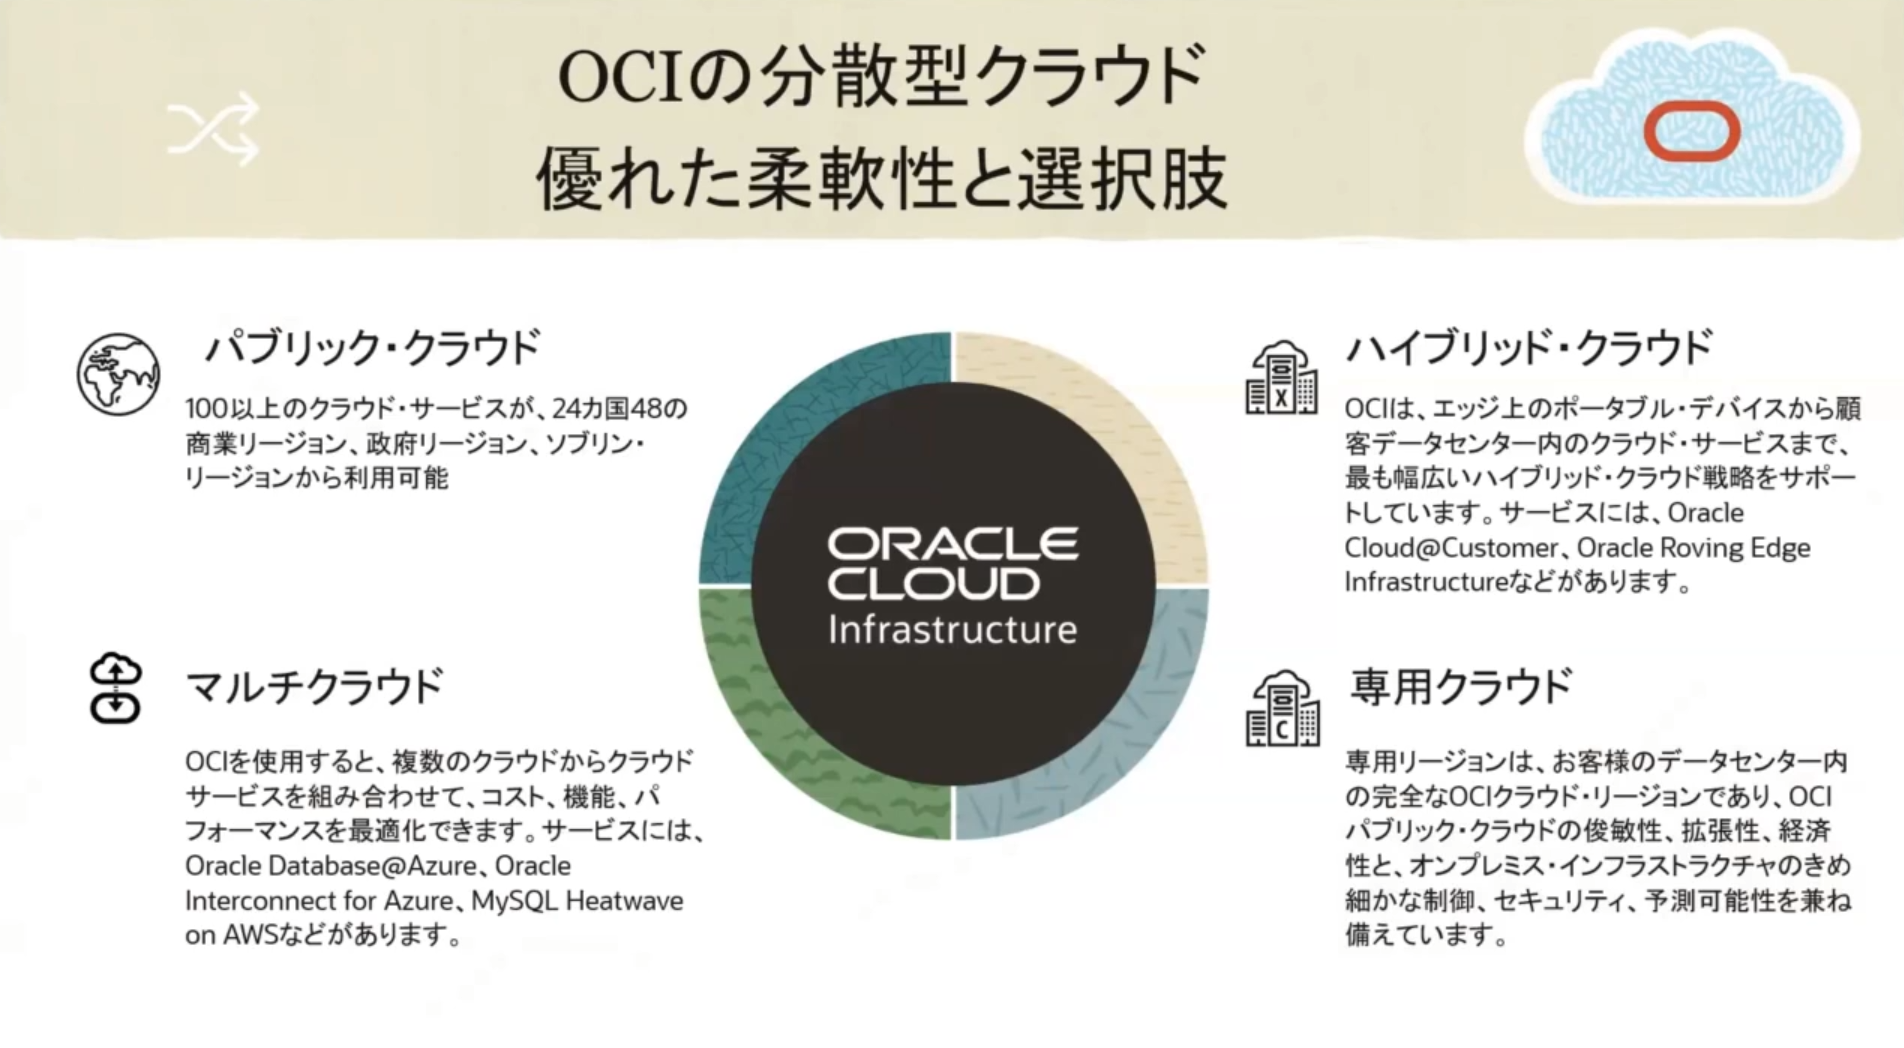 OCIの分散型クラウド
優れた柔軟性と選択肢
パブリック・クラウド
100以上のクラウド・サービスが、24カ国48の
商業リージョン、政府リージョン、ソブリン・
リージョンから利用可能
マルチクラウド
OCIを使用すると、複数のクラウドからクラウド
サービスを組み合わせて、コスト、機能、パ
フォーマンスを最適化できます。サービスには、
Oracle Database@Azure、Oracle
Interconnect for Azure、MySQL Heatwave
on AWSなどがあります。
ORACLE
CLOUD
Infrastructure
X
ハイブリッド・クラウド
OCIは、エッジ上のポータブル・デバイスから顧
客データセンター内のクラウド・サービスまで、
最も幅広いハイブリッド・クラウド戦略をサポー
トしています。サービスには、Oracle
Cloud@Customer、Oracle Roving Edge
Infrastructureなどがあります。
C
専用クラウド
専用リージョンは、お客様のデータセンター内
の完全なOCIクラウド・リージョンであり、OCI
パブリック・クラウドの俊敏性、拡張性、経済
性と、オンプレミス・インフラストラクチャのきめ
細かな制御、セキュリティ、予測可能性を兼ね
備えています。